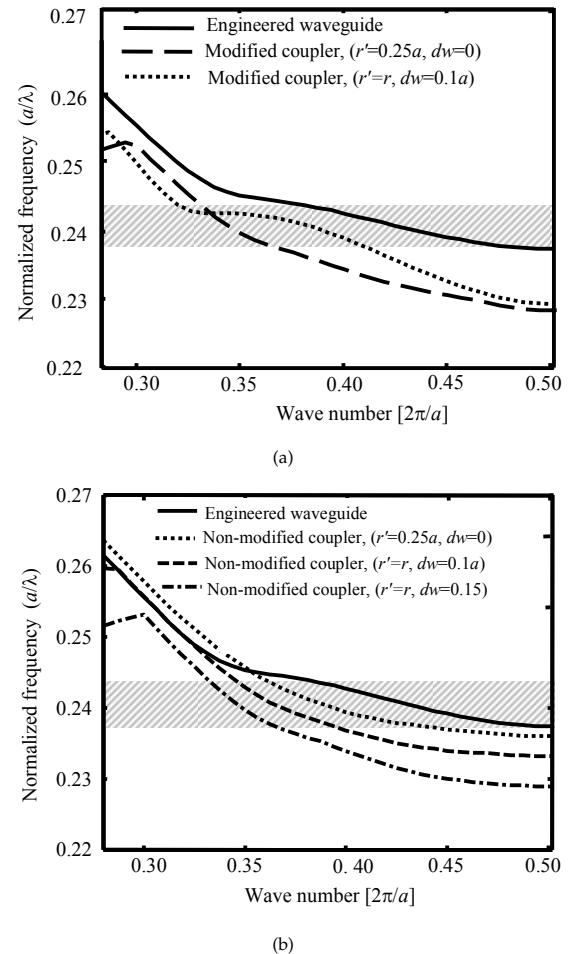 0.27
Engineered waveguide
Modified coupler, (r'=0.25a, dw=0)
Modified coupler, (r'=r, dw=0.1a)
0.26
0.25
0.24
0.23
0.22
Normalized frequency (a/λ)
0.30 0.35 0.40 0.45 0.50
Wave number [2π/a]
(a)
0.27
Engineered waveguide
Non-modified coupler, (r'=0.25a, dw=0)
Non-modified coupler, (r'=r, dw=0.1a)
Non-modified coupler, (r'=r, dw=0.15)
0.26
0.25
0.24
0.23
0.22
Normalized frequency (a/λ)
0.30 0.35 0. 40 0.45 0.50
Wave number [2π/a]
(b)